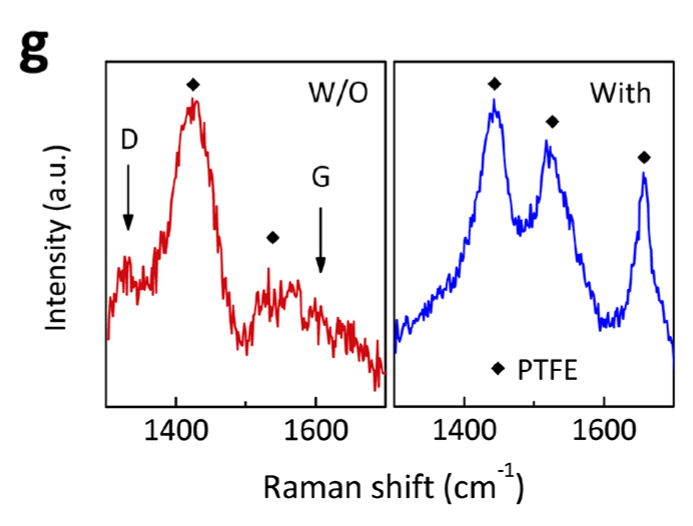 g
W/O
With
D
G
Intensity (a.u.)
◆ PTFE
1400
1600
1400
1600
Raman shift (cm⁻¹)